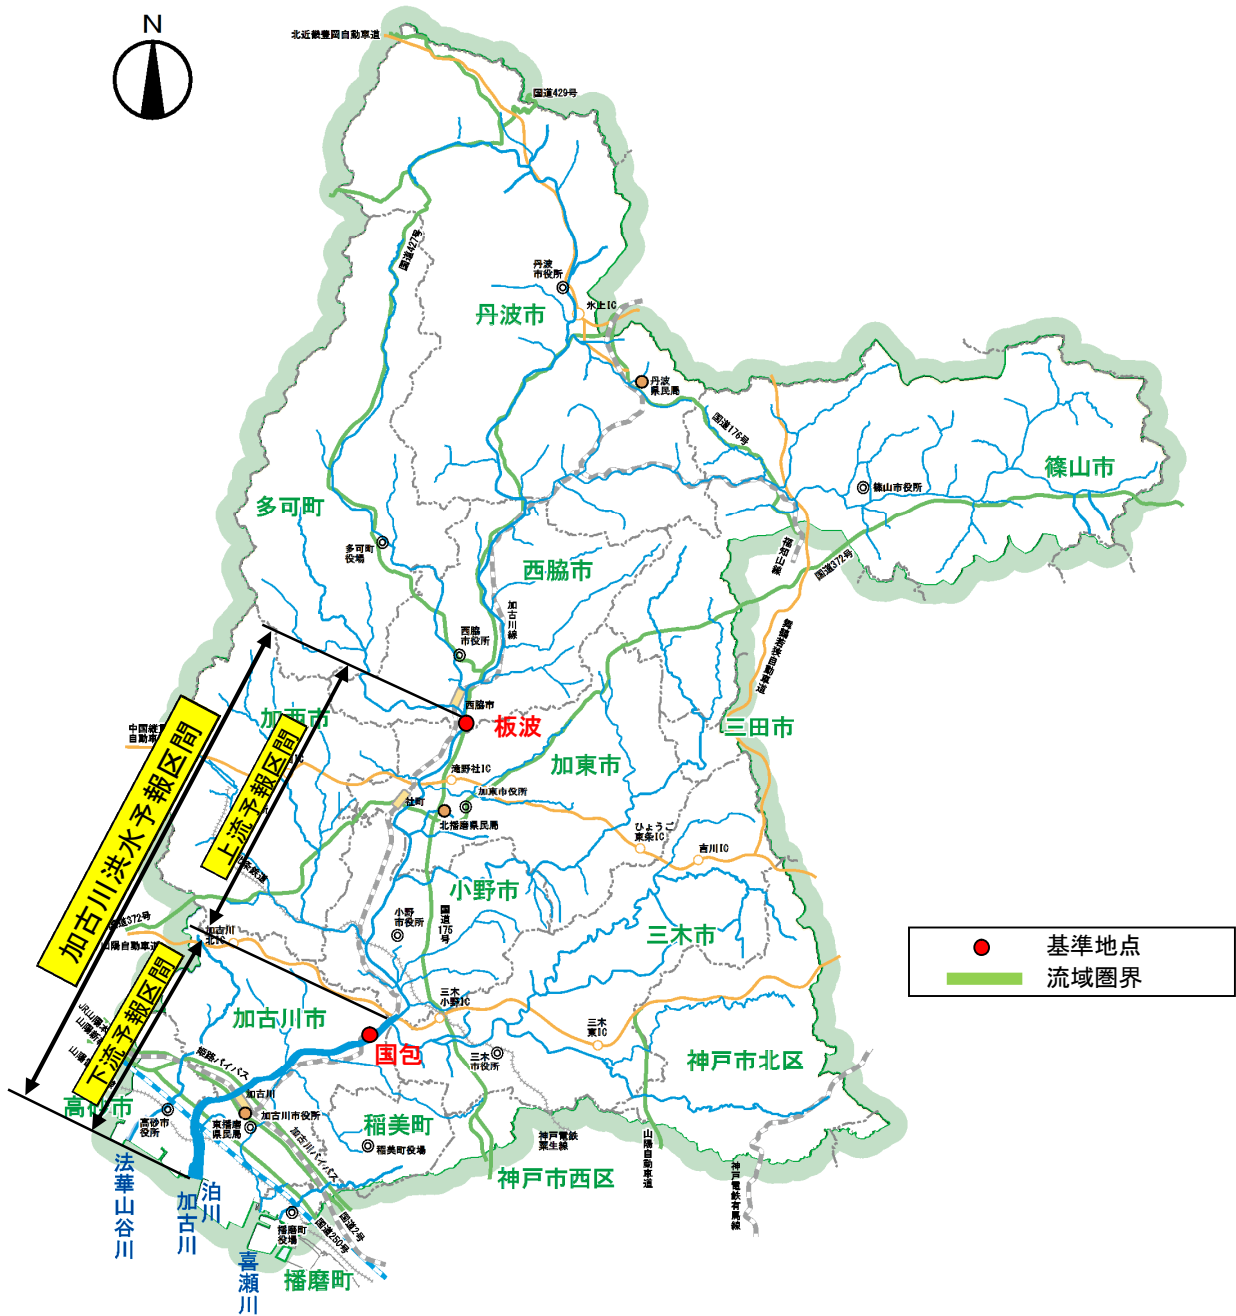 N
北近畿豊岡自動車道
国道429号
国道427号
丹波
市役所
氷上IC
丹波市
丹波
県民局
国道176号
篠山市
篠山市役所
多可町
多可町
役場
福知山線
国道372号
西脇市
加古川線
西脇
市役所
舞鶴若狭自動車道
西脇市
板波
加西市
三田市
中国縦貫
自動車道
加東市
滝野社IC
加東市役所
社町
北播磨県民局
ひょうご
東条IC
吉川IC
加古川洪水予報区間
上流予報区間
小野市
小野
市役所
国道
175
号
三木市
国道372号
加古川
北IC
山陽自動車道
基準地点
流域圏界
三木
小野IC
三木
東IC
加古川市
国包
三木
市役所
神戸市北区
下流予報区間
姫路バイパス
高砂市
高砂市
役所
加古川
加古川市役所
東播磨
県民局
加古川バイパス
稲美町
稲美町役場
神戸電鉄
粟生線
山陽自動車道
神戸電鉄有馬線
神戸市西区
法華山谷川
加古川
泊川
喜瀬川
播磨町
役場
国道2号
国道250号
播磨町